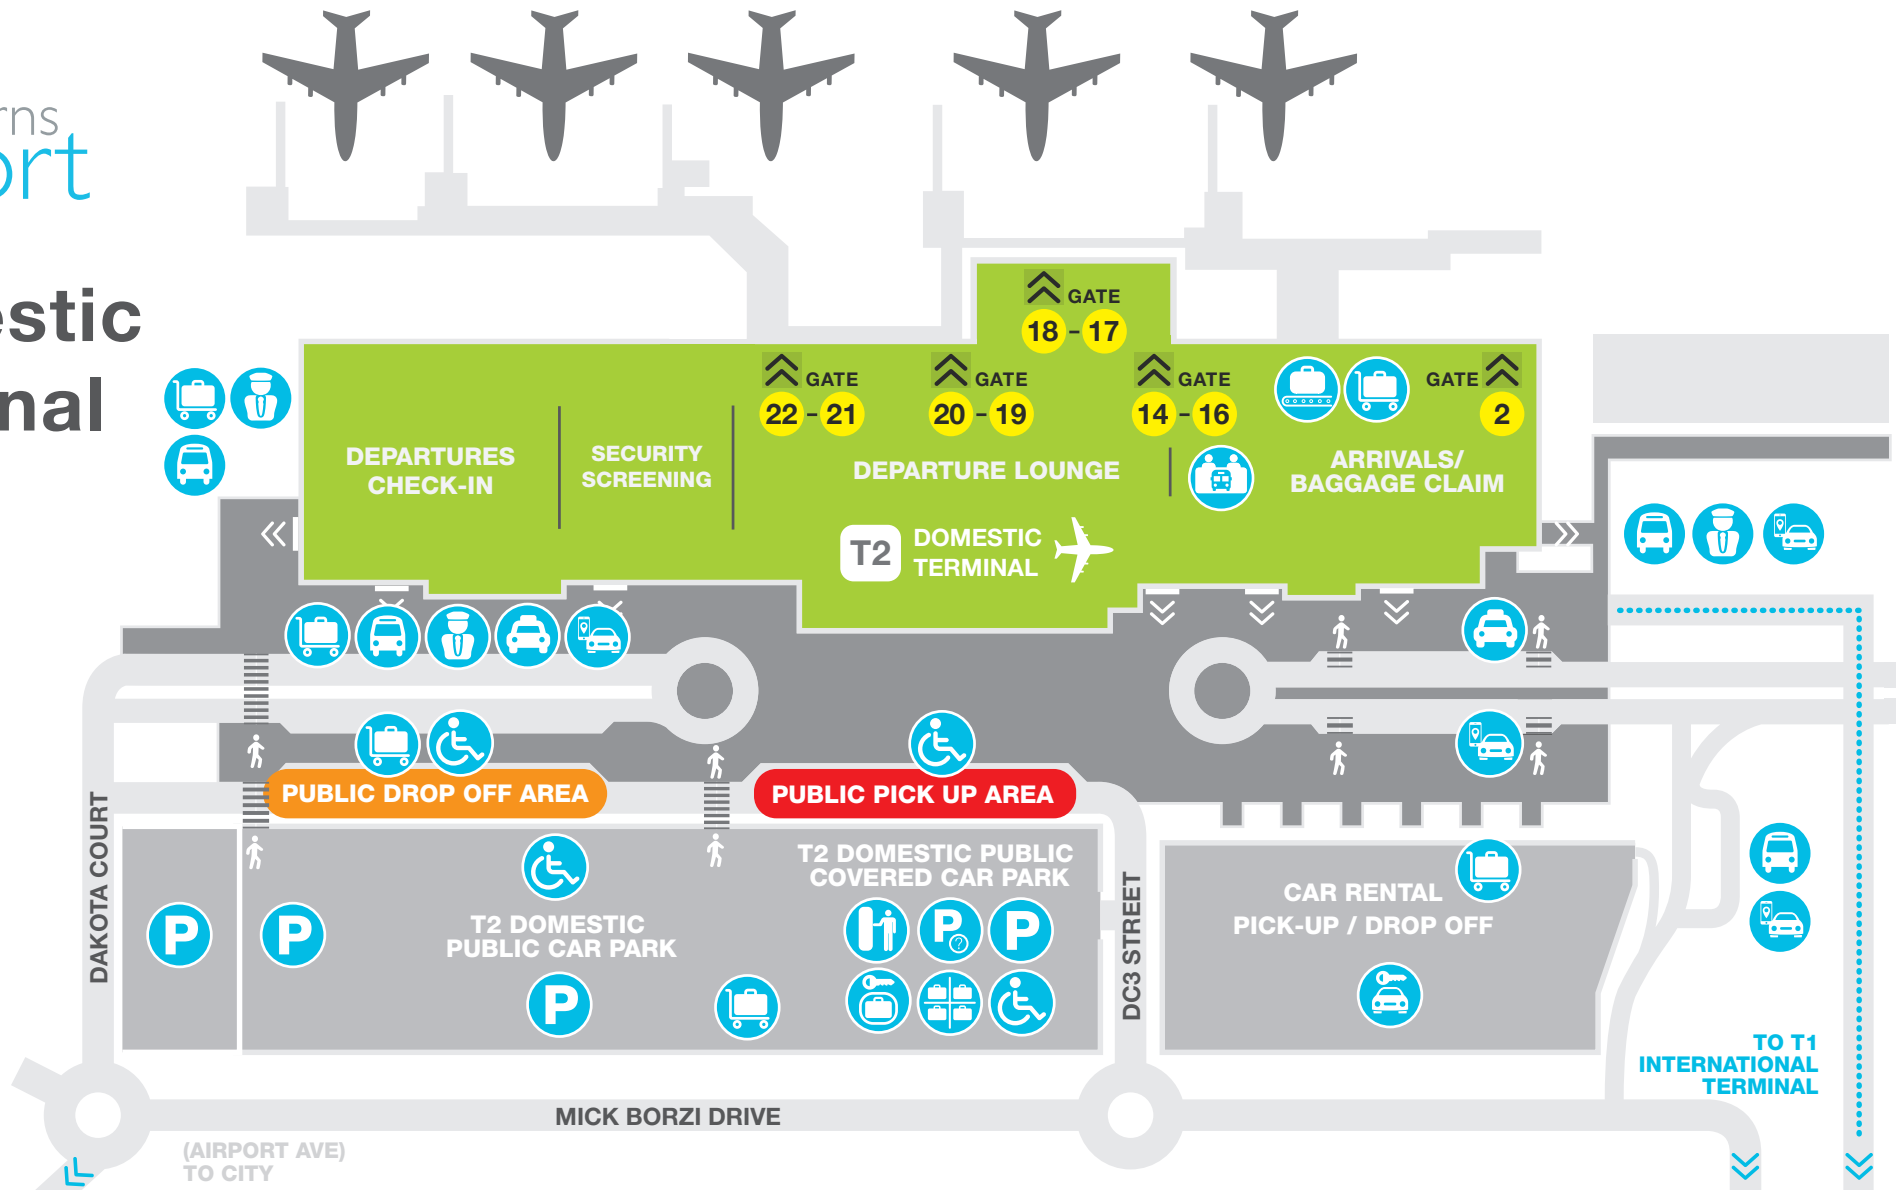 rns
ort
estic
nal
GATE
18 - 17
GATE
22 - 21
GATE
20 - 19
GATE
14 - 16
GATE
2
DEPARTURES
CHECK-IN
SECURITY
SCREENING
DEPARTURE LOUNGE
ARRIVALS/
BAGGAGE CLAIM
T2
DOMESTIC
TERMINAL
PUBLIC DROP OFF AREA
PUBLIC PICK UP AREA
DAKOTA COURT
T2 DOMESTIC
PUBLIC CAR PARK
P
P
P
T2 DOMESTIC PUBLIC
COVERED CAR PARK
P?
P
DC3 STREET
CAR RENTAL
PICK-UP / DROP OFF
TO T1
INTERNATIONAL
TERMINAL
MICK BORZI DRIVE
(AIRPORT AVE)
TO CITY